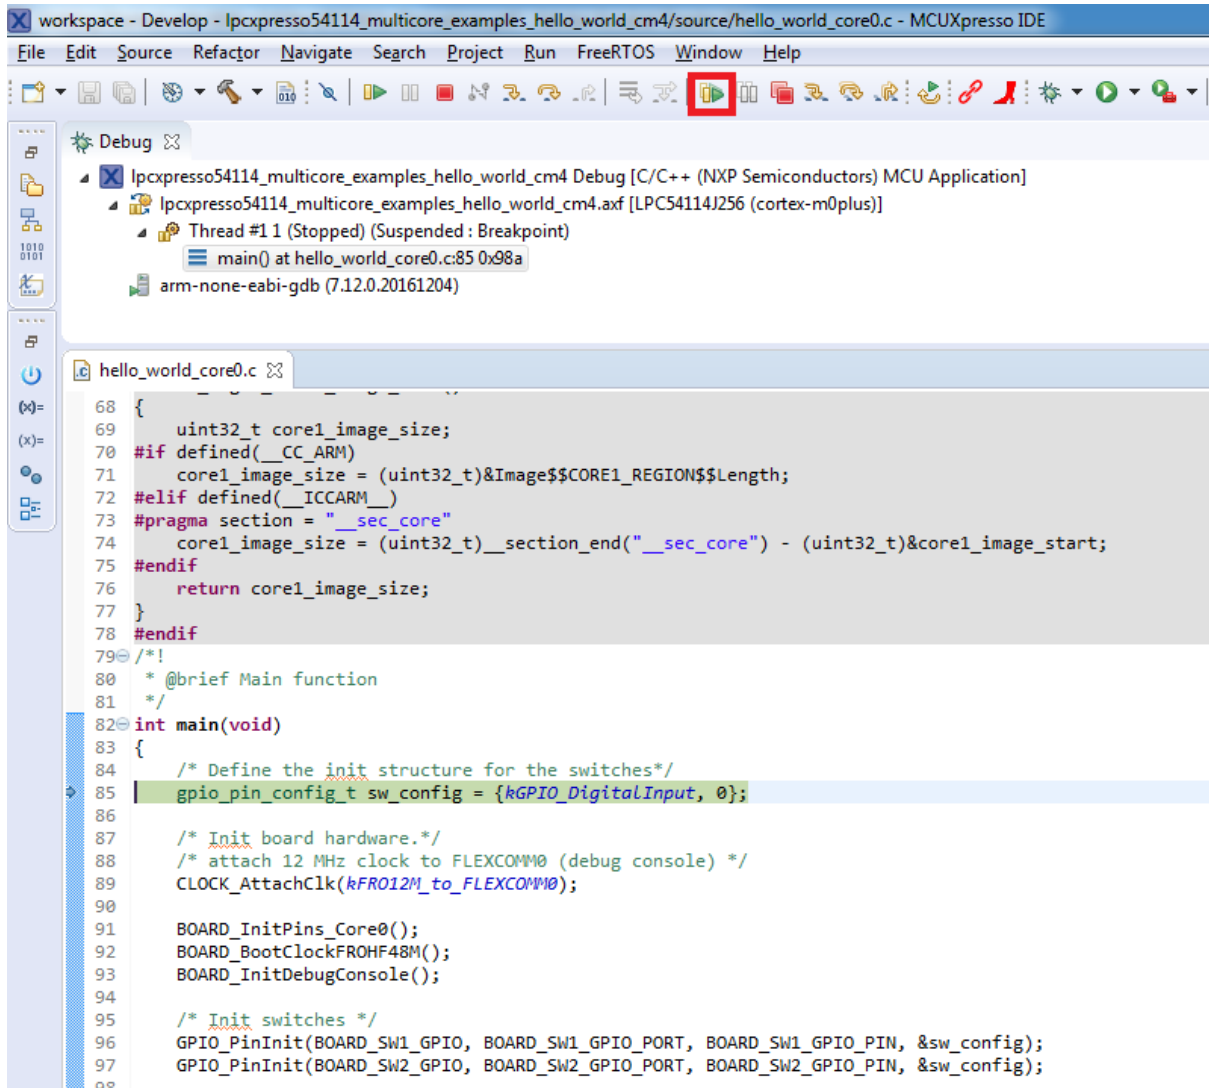 workspace - Develop - lpcxpresso54114_multicore_examples_hello_world_cm4/source/hello_world_core0.c - MCUXpresso IDE
File Edit Source Refactor Navigate Search Project Run FreeRTOS Window Help
010
Debug
lpcxpresso54114_multicore_examples_hello_world_cm4 Debug [C/C++ (NXP Semiconductors) MCU Application]
lpcxpresso54114_multicore_examples_hello_world_cm4.axf [LPC54114J256 (cortex-m0plus)]
Thread #1 1 (Stopped) (Suspended : Breakpoint)
main() at hello_world_core0.c:85 0x98a
arm-none-eabi-gdb (7.12.0.20161204)
1010
0101
(x)=
(x)=
.c hello_world_core0.c
68 {
69     uint32_t core1_image_size;
70 #if defined(__CC_ARM)
71     core1_image_size = (uint32_t)&Image$$CORE1_REGION$$Length;
72 #elif defined(__ICCARM__)
73 #pragma section = "__sec_core"
74     core1_image_size = (uint32_t)__section_end("__sec_core") - (uint32_t)&core1_image_start;
75 #endif
76     return core1_image_size;
77 }
78 #endif
79 /*!
80  * @brief Main function
81  */
82 int main(void)
83 {
84     /* Define the init structure for the switches*/
85     gpio_pin_config_t sw_config = {kGPIO_DigitalInput, 0};
86
87     /* Init board hardware.*/
88     /* attach 12 MHz clock to FLEXCOMM0 (debug console) */
89     CLOCK_AttachClk(kFRO12M_to_FLEXCOMM0);
90
91     BOARD_InitPins_Core0();
92     BOARD_BootClockFROHF48M();
93     BOARD_InitDebugConsole();
94
95     /* Init switches */
96     GPIO_PinInit(BOARD_SW1_GPIO, BOARD_SW1_GPIO_PORT, BOARD_SW1_GPIO_PIN, &sw_config);
97     GPIO_PinInit(BOARD_SW2_GPIO, BOARD_SW2_GPIO_PORT, BOARD_SW2_GPIO_PIN, &sw_config);